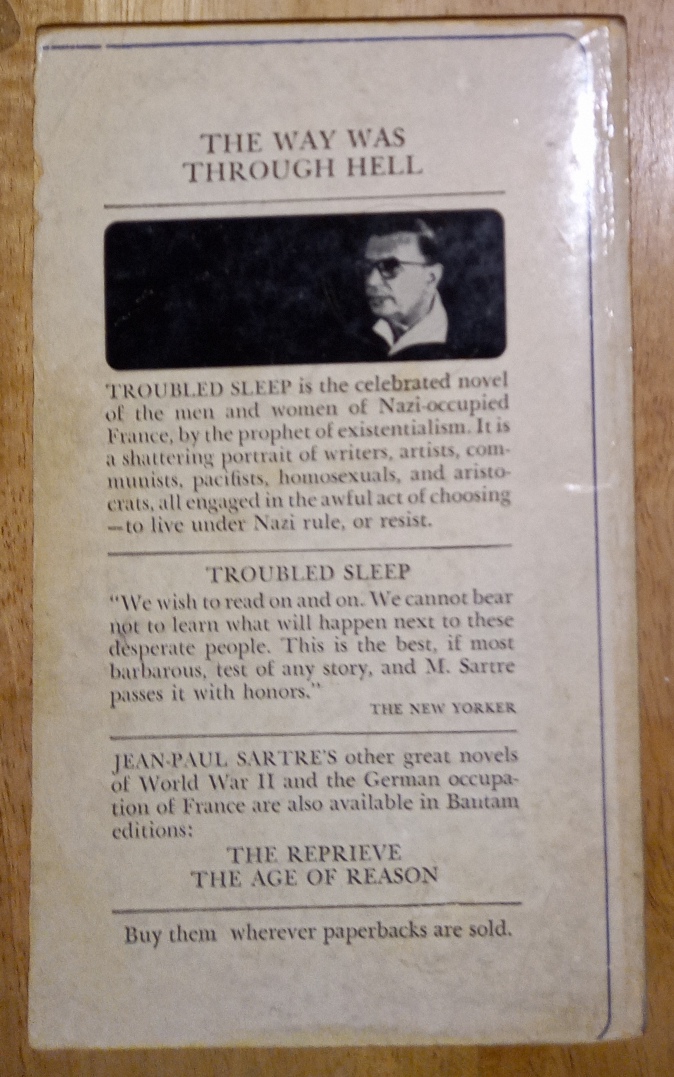 THE WAY WAS
THROUGH HELL
TROUBLED SLEEP is the celebrated novel
of the men and women of Nazi-occupied
France, by the prophet of existentialism. It is
a shattering portrait of writers, artists, com-
munists, pacifists, homosexuals, and aristo-
crats, all engaged in the awful act of choosing
—to live under Nazi rule, or resist.
TROUBLED SLEEP
“We wish to read on and on. We cannot bear
not to learn what will happen next to these
desperate people. This is the best, if most
barbarous, test of any story, and M. Sartre
passes it with honors.”
THE NEW YORKER
JEAN-PAUL SARTRE'S other great novels
of World War II and the German occupa-
tion of France are also available in Bantam
editions:
THE REPRIEVE
THE AGE OF REASON
Buy them wherever paperbacks are sold.